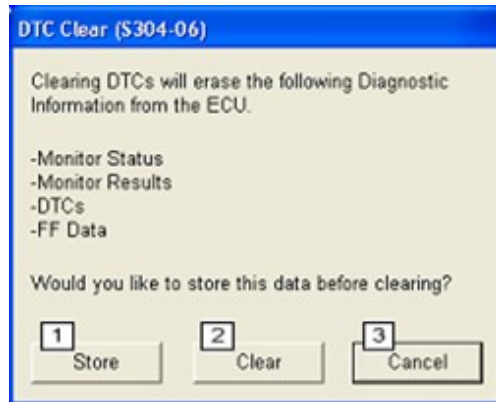 DTC Clear (S304-06)
Clearing DTCs will erase the following Diagnostic
Information from the ECU.
-Monitor Status
-Monitor Results
-DTCs
-FF Data
Would you like to store this data before clearing?
1 2 3
Store Clear Cancel